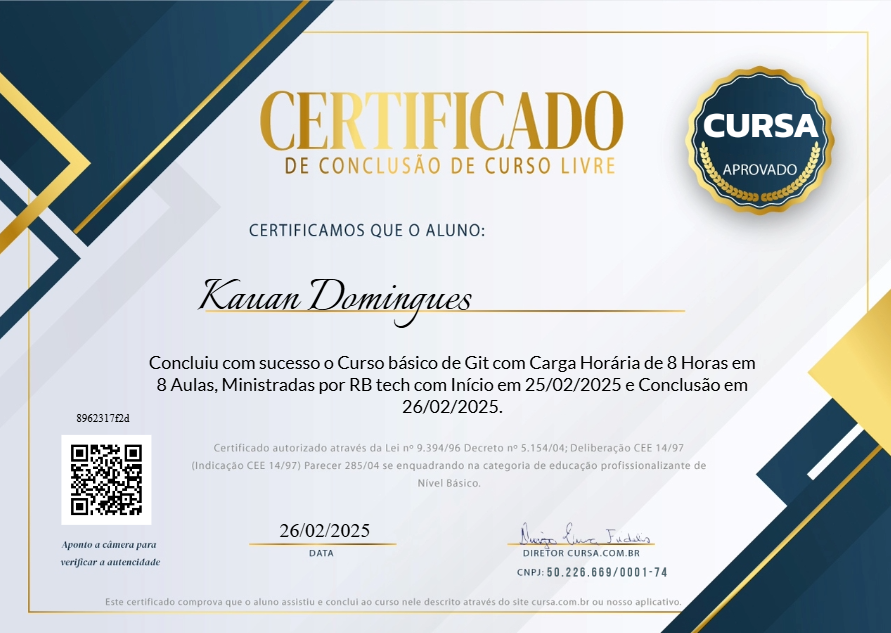 CERTIFICADO
DE CONCLUSÃO DE CURSO LIVRE
CURSA
APROVADO
CERTIFICAMOS QUE O ALUNO:
Kauan Domingues
Concluiu com sucesso o Curso básico de Git com Carga Horária de 8 Horas em
8 Aulas, Ministradas por RB tech com Início em 25/02/2025 e Conclusão em
26/02/2025.
8962317f2d
Certificado autorizado através da Lei nº 9.394/96 Decreto nº 5.154/04; Deliberação CEE 14/97
(Indicação CEE 14/97) Parecer 285/04 se enquadrando na categoria de educação profissionalizante de
Nível Básico.
Aponto a câmera para
verificar a autencidade
26/02/2025
DATA
DIRETOR CURSA.COM.BR
CNPJ: 50.226.669/0001-74
Este certificado comprova que o aluno assistiu e conclui ao curso nele descrito através do site cursa.com.br ou nosso aplicativo.